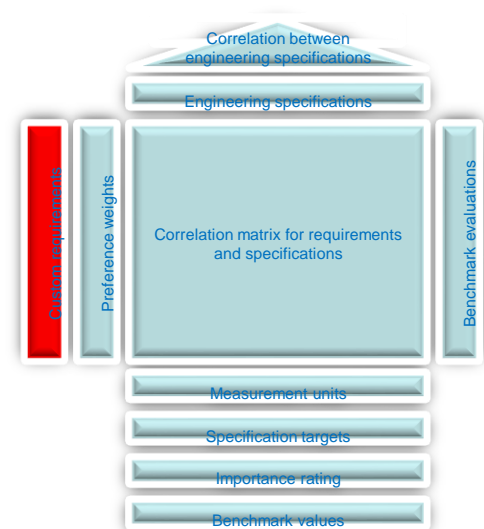 Correlation between
engineering specifications
Engineering specifications
Custom requirements
Preference weights
Correlation matrix for requirements
and specifications
Benchmark evaluations
Measurement units
Specification targets
Importance rating
Benchmark values